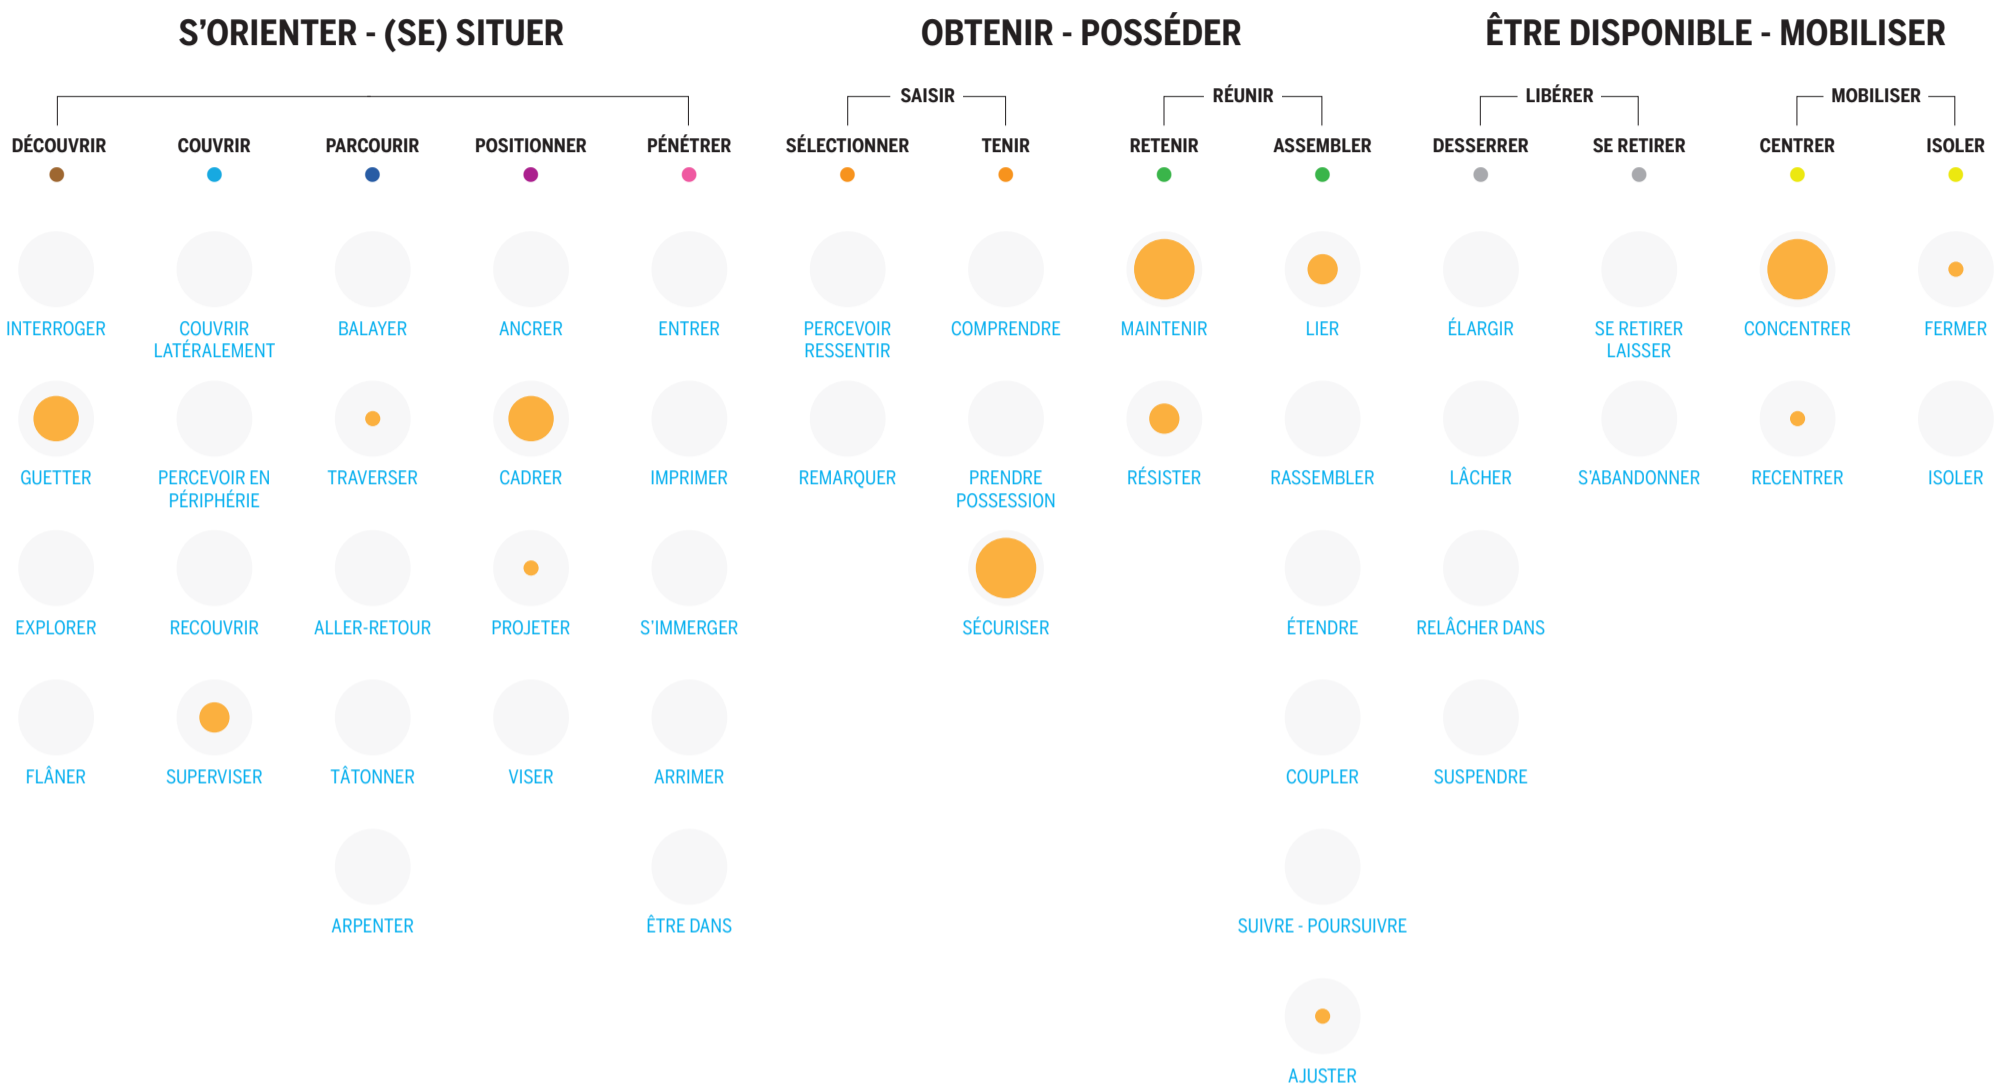 S’ORIENTER - (SE) SITUER
OBTENIR - POSSÉDER
ÊTRE DISPONIBLE - MOBILISER
SAISIR
RÉUNIR
LIBÉRER
MOBILISER
DÉCOUVRIR
COUVRIR
PARCOURIR
POSITIONNER
PÉNÉTRER
SÉLECTIONNER
TENIR
RETENIR
ASSEMBLER
DESSERRER
SE RETIRER
CENTRER
ISOLER
INTERROGER
COUVRIR
LATÉRALEMENT
BALAYER
ANCRER
ENTRER
PERCEVOIR
RESSENTIR
COMPRENDRE
MAINTENIR
LIER
ÉLARGIR
SE RETIRER
LAISSER
CONCENTRER
FERMER
GUETTER
PERCEVOIR EN
PÉRIPHÉRIE
TRAVERSER
CADRER
IMPRIMER
REMARQUER
PRENDRE
POSSESSION
RÉSISTER
RASSEMBLER
LÂCHER
S’ABANDONNER
RECENTRER
ISOLER
EXPLORER
RECOUVRIR
ALLER-RETOUR
PROJETER
S’IMMERGER
SÉCURISER
ÉTENDRE
RELÂCHER DANS
FLÂNER
SUPERVISER
TÂTONNER
VISER
ARRIMER
COUPLER
SUSPENDRE
ARPENTER
ÊTRE DANS
SUIVRE - POURSUIVRE
AJUSTER